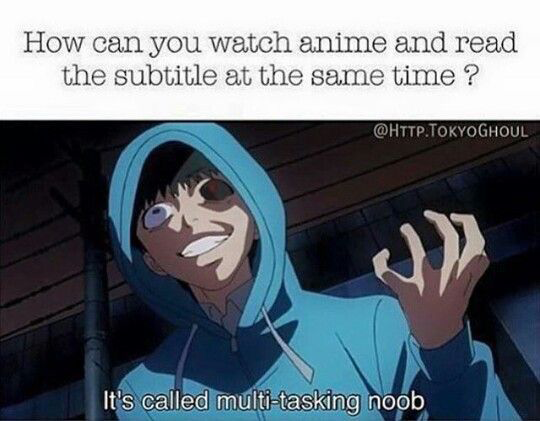 How can you watch anime and read
the subtitle at the same time ?
@HTTP.TOKYOGHOUL
It's called multi-tasking noob